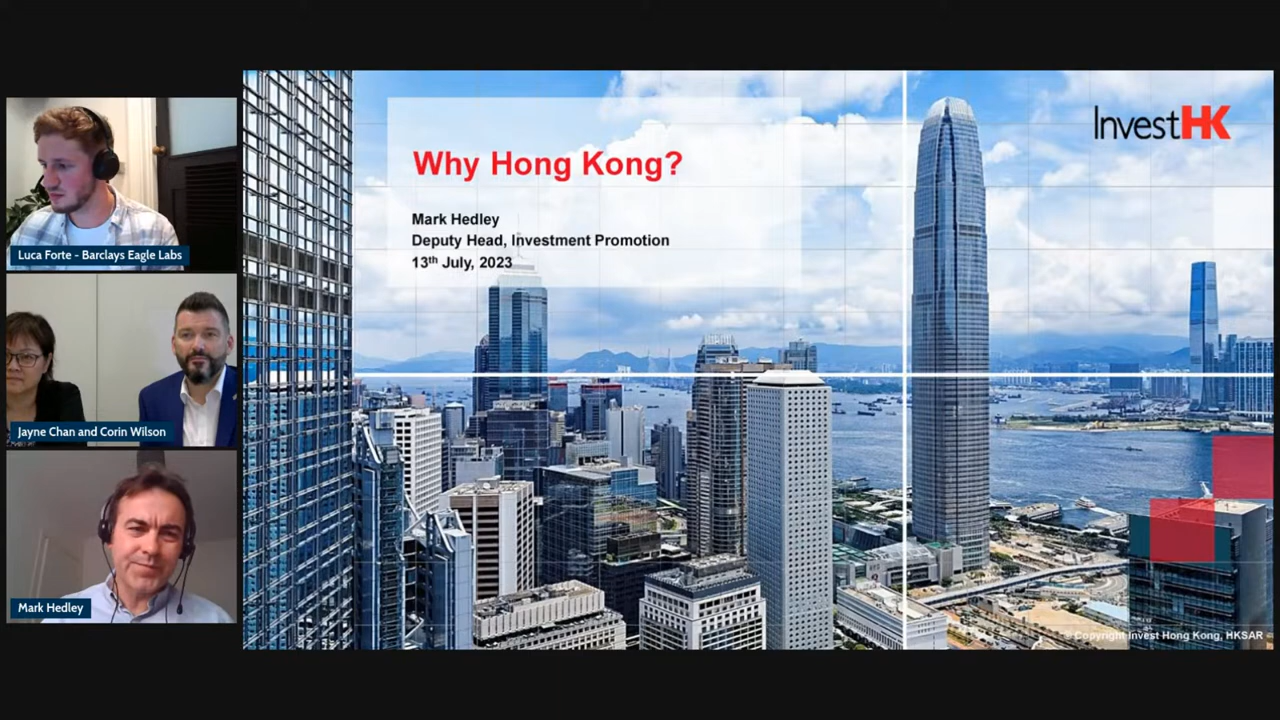 Luca Forte - Barclays Eagle Labs
Jayne Chan and Corin Wilson
Mark Hedley
InvestHK
Why Hong Kong?
Mark Hedley
Deputy Head, Investment Promotion
13th July, 2023
© Copyright Invest Hong Kong, HKSAR